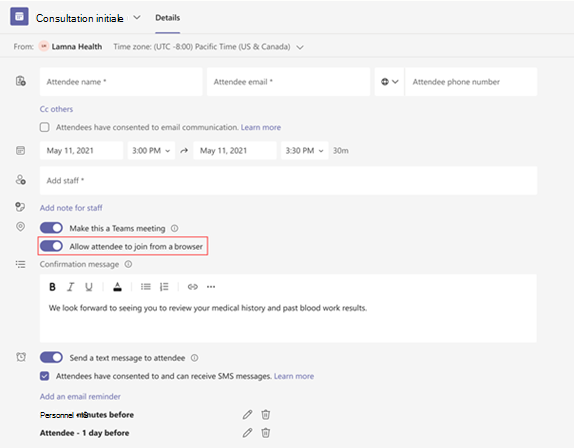 Consultation initiale Details
From: Lamna Health Time zone: (UTC -8:00) Pacific Time (US & Canada)
Attendee name * Attendee email * Attendee phone number
Cc others
Attendees have consented to email communication. Learn more
May 11, 2021 3:00 PM May 11, 2021 3:30 PM 30m
Add staff *
Add note for staff
Make this a Teams meeting
Allow attendee to join from a browser
Confirmation message
B I U A
We look forward to seeing you to review your medical history and past blood work results.
Send a text message to attendee
Attendees have consented to and can receive SMS messages. Learn more
Add an email reminder
Personnel minutes before
Attendee - 1 day before